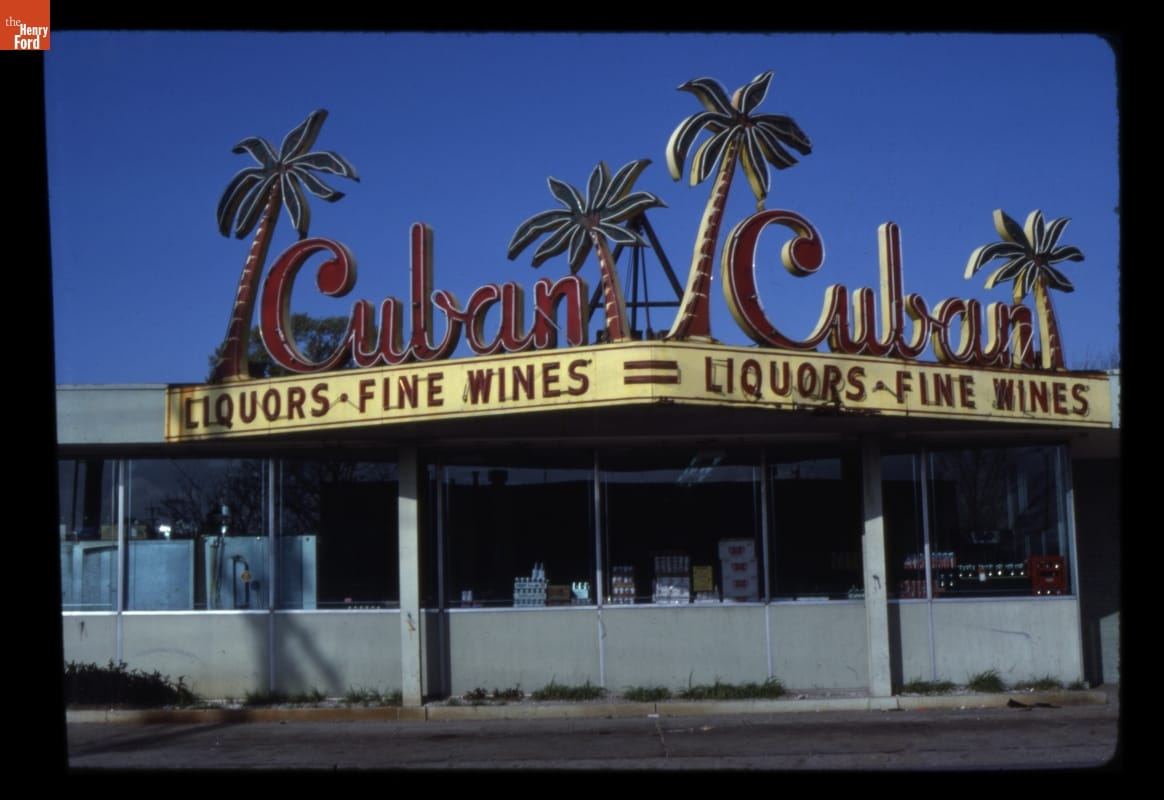 the
Henry
Ford
Cuban Cuban
LIQUORS · FINE WINES = LIQUORS · FINE WINES